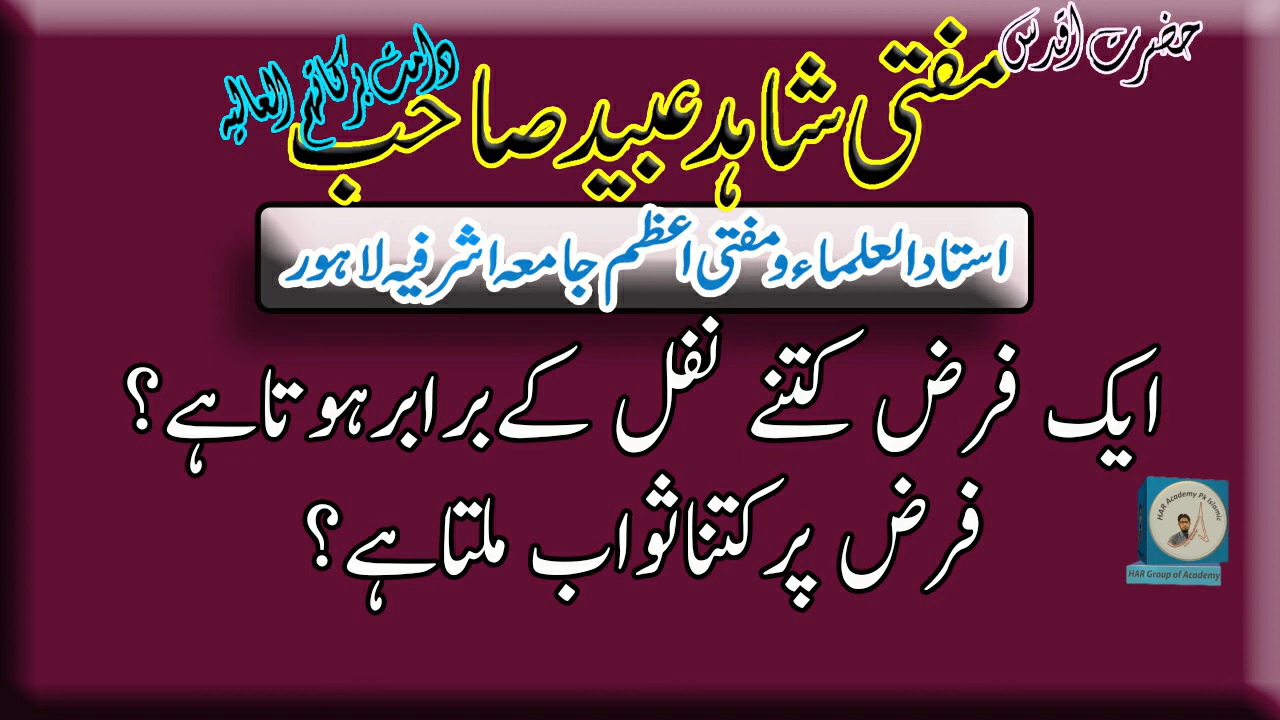 حضرت اقدس
مفتی شاہد عبید صاحب
دامت برکاتہم العالیہ
استاد العلماء و مفتی اعظم جامعہ اشرفیہ لاہور
ایک فرض کتنے نفل کے برابر ہوتا ہے؟
فرض پر کتنا ثواب ملتا ہے؟
HAR Academy Pk Islamic
HAR Group of Academy